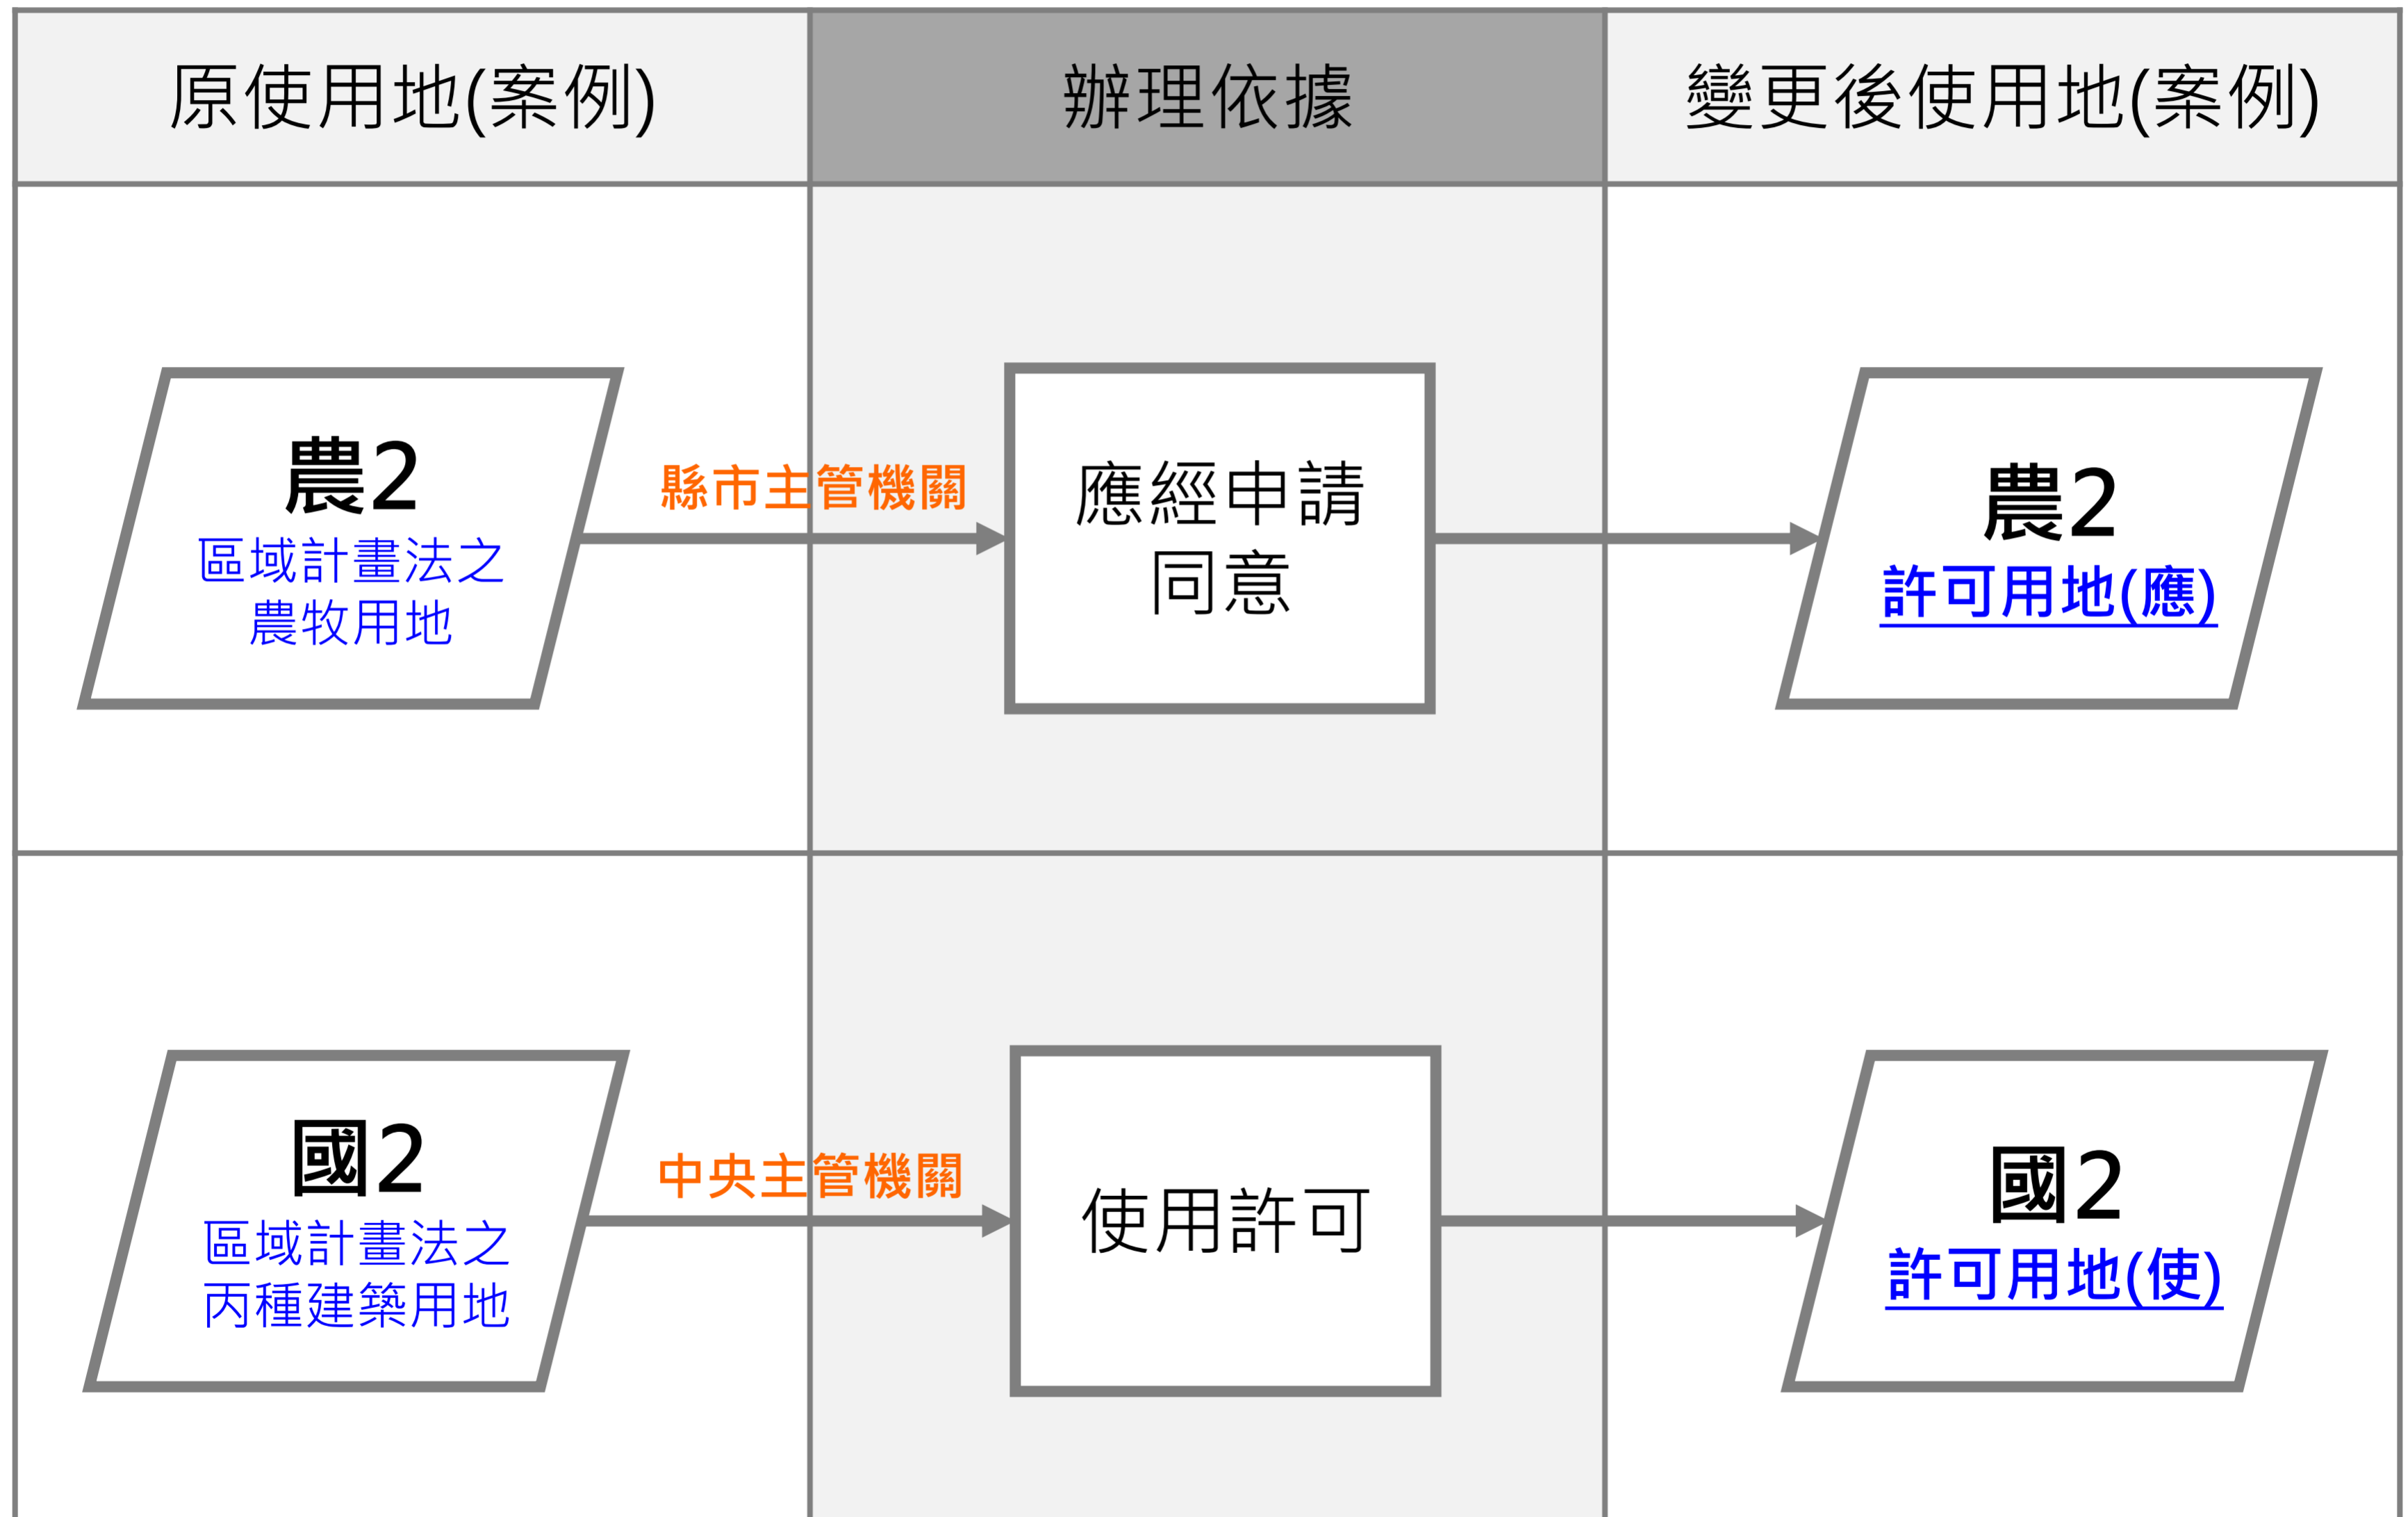 原使用地(案例)
辦理依據
變更後使用地(案例)
農2
區域計畫法之
農牧用地
縣市主管機關
應經申請
同意
農2
許可用地(應)
國2
區域計畫法之
丙種建築用地
中央主管機關
使用許可
國2
許可用地(使)